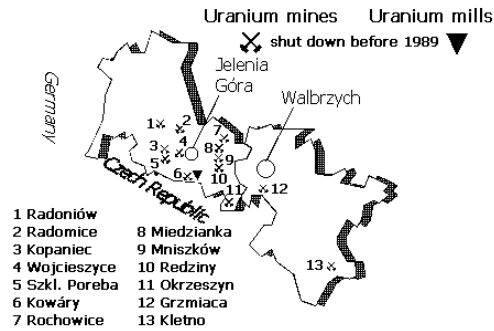 Uranium mines Uranium mills
shut down before 1989
Jelenia
Góra
Walbrzych
Germany
Czech Republic
1
2
3
4
5
6
7
8
9
10
11
12
13
1 Radoniów
2 Radomice
3 Kopaniec
4 Wojcieszyce
5 Szkl. Poreba
6 Kowáry
7 Rochowice
8 Miedzianka
9 Mniszków
10 Redziny
11 Okrzeszyn
12 Grzmiaca
13 Kletno